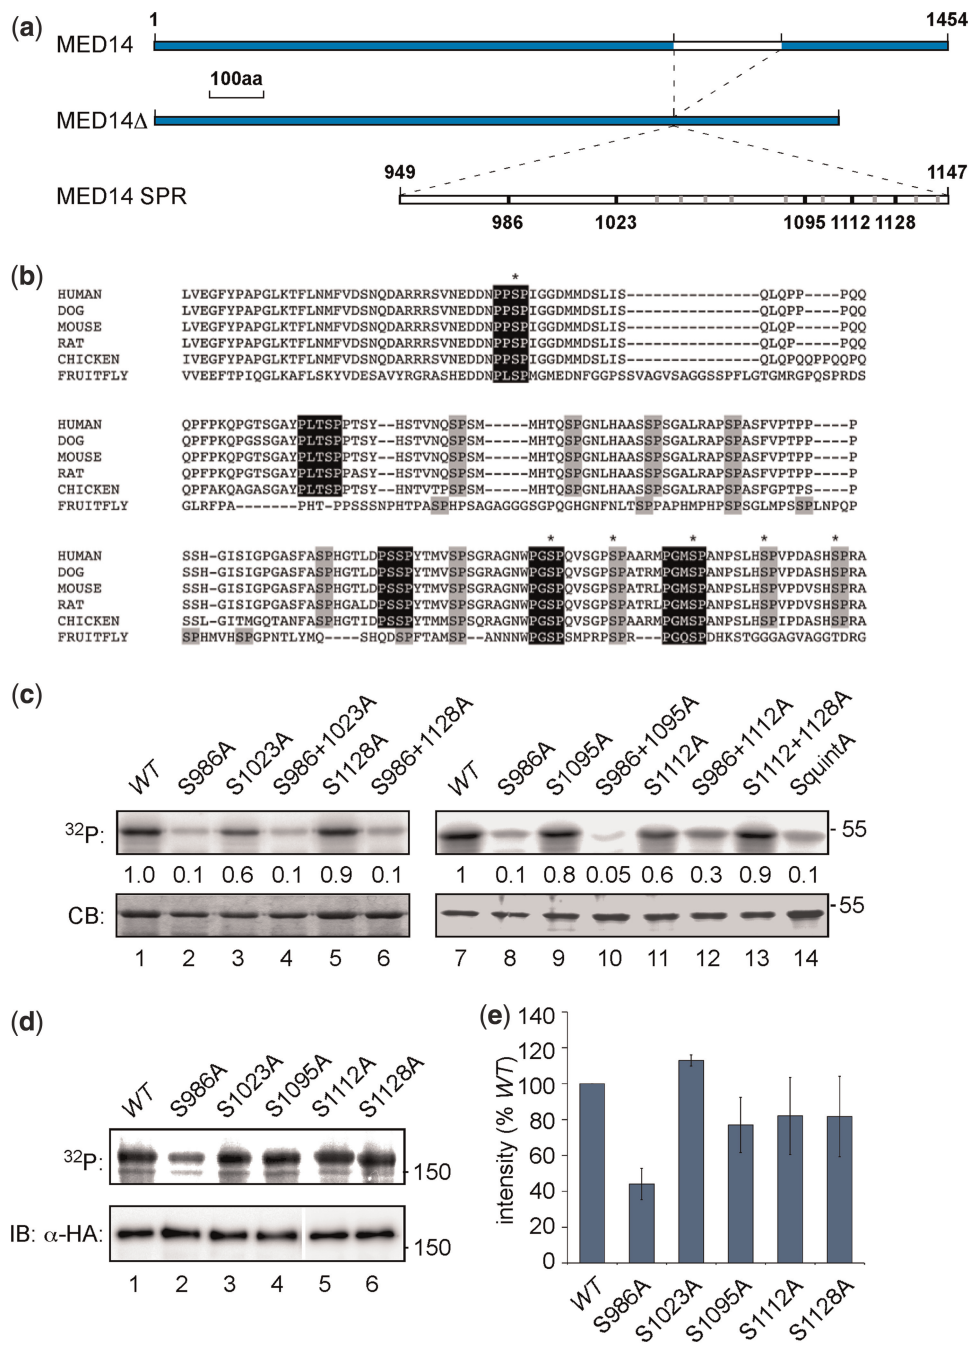 (a)
1 1454
MED14
100aa
MED14Δ
949 1147
MED14 SPR
986 1023 1095 1112 1128
(b)
*
HUMAN LVEGFYPAPGLKTFLNMFVDSNQDARRRSVNEDDNPPSPIGGDMMDSLIS---------------QLQPP----PQQ
DOG LVEGFYPAPGLKTFLNMFVDSNQDARRRSVNEDDNPPSPIGGDMMDSLIS---------------QLQPP----PQQ
MOUSE LVEGFYPAPGLKTFLNMFVDSNQDARRRSVNEDDNPPSPIGGDMMDSLIS---------------QLQPP----PQQ
RAT LVEGFYPAPGLKTFLNMFVDSNQDARRRSVNEDDNPPSPIGGDMMDSLIS---------------QLQPP----PQQ
CHICKEN IVEGFYPAPGLKTFLNMFVDSNQDARRRSVNEDDNPPSPIGGDMMDSLIS---------------QLQPQQPPQQPQ
FRUITFLY VVEEFTPIQGLKAFLSKYVDESAVYRGRASHEDDNPLSPMGMEDNFGGPSSVAGVSAGGSSPFLGTGMRGPQSPRDS
HUMAN QPFPKQPGTSGAYPLTSPPTSY--HSTVNQSPSM-----MHTQSPGNLHAASSPSGALRAPSPASFVPTPP----P
DOG QPFPKQPGSSGAYPLTSPPTSY--HSTVNQSPSM-----MHTQSPGNLHAASSPSGALRAPSPASFVPTPP----P
MOUSE QPFPKQPGTSGAYPLTSPPTSY--HSTVNQSPSM-----MHTQSPGNLHAASSPSGALRAPSPASFVPTPP----P
RAT QPFPKQPGTSGAYPLTSPPASY--HSTVNQSPSM-----MHTQSPGNLHAASSPSGALRAPSPASFVPTPP----P
CHICKEN QPFAKQAGASGAYPLTSPPTSY--HNTVTPSPSM-----MHTQSPGNLHAASSPSGALRAPSPASFGPTPS----P
FRUITFLY GLRFPA-------PHT-PPSSSNPHTPASPHPSAGAGGGSGPQGHGNFNLTSPPAPHMPHPSPSGLMPSSPLNPQP
* * * * *
HUMAN SSH-GISIGPGASFASPHGTLDPSSPYTMVSPSGRAGNWPGSPQVSGPSPAARMPGMSPANPSLHSPVPDASHSPRA
DOG SSH-GISIGPGASFASPHGTLDPSSPYTMVSPSGRAGNWPGSPQVSGPSPATRMPGMSPANPSLHSPVPDASHSPRA
MOUSE SSH-GISIGPGASFASPHGTLDPSSPYTMVSPSGRAGNWPGSPQVSGPSPATRLPGMSPANPSLHSPVPDVSHSPRA
RAT SSH-GISIGPGASFASPHGALDPSSPYTMVSPSGRAGNWPGSPQVSGPSPATRLPGMSPANPSLHSPVPDASHSPRA
CHICKEN SSL-GITMGQTANFASPHGTIDPSSPYTMMSPSQRAGNWPGSPQVSGPSPAARMPGMSPANPSLHSPIPDASHSPRA
FRUITFLY SPHMVHSPGPNTLYMQ----SHQDSPFTAMSP-ANNNWPGSPSMPRPSPR---PGQSPDHKSTGGGAGVAGGTDRG
(c)
WT S986A S1023A S986+1023A S1128A S986+1128A WT S986A S1095A S986+1095A S1112A S986+1112A S1112+1128A SquintA
³²P: - 55
1.0 0.1 0.6 0.1 0.9 0.1 1 0.1 0.8 0.05 0.6 0.3 0.9 0.1
CB: -55
1 2 3 4 5 6 7 8 9 10 11 12 13 14
(d)
WT S986A S1023A S1095A S1112A S1128A
³²P: - 150
IB: α-HA: - 150
1 2 3 4 5 6
(e)
intensity (% WT)
140
120
100
80
60
40
20
0
WT S986A S1023A S1095A S1112A S1128A